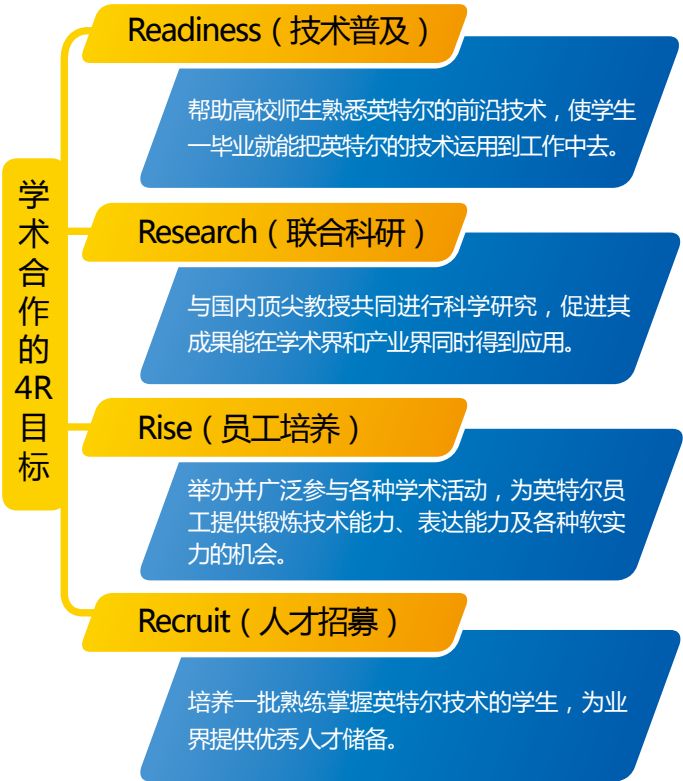 学术合作的4R目标
Readiness（技术普及）
帮助高校师生熟悉英特尔的前沿技术，使学生
一毕业就能把英特尔的技术运用到工作中去。
Research（联合科研）
与国内顶尖教授共同进行科学研究，促进其
成果能在学术界和产业界同时得到应用。
Rise（员工培养）
举办并广泛参与各种学术活动，为英特尔员
工提供锻炼技术能力、表达能力及各种软实
力的机会。
Recruit（人才招募）
培养一批熟练掌握英特尔技术的学生，为业
界提供优秀人才储备。